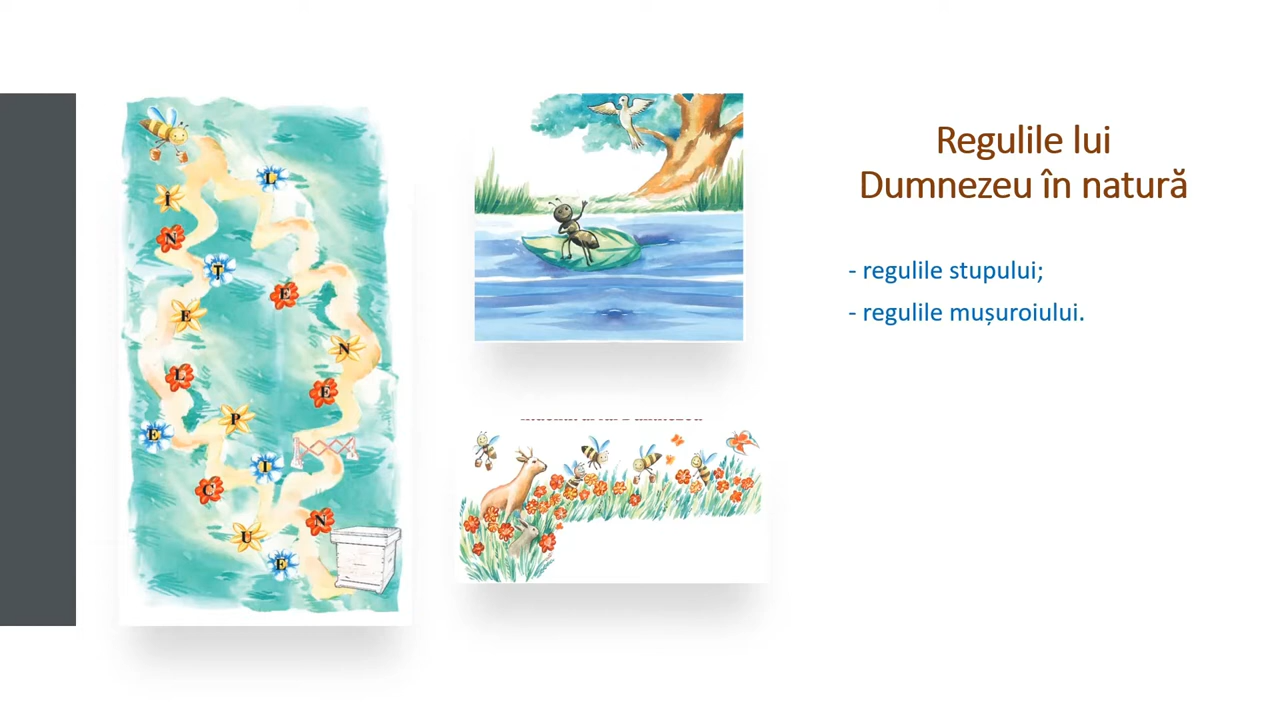 Regulile lui
Dumnezeu în natură
- regulile stupului;
- regulile mușuroiului.
Î
N
Ț
E
L
E
P
C
I
U
N
E
L
E
N
E